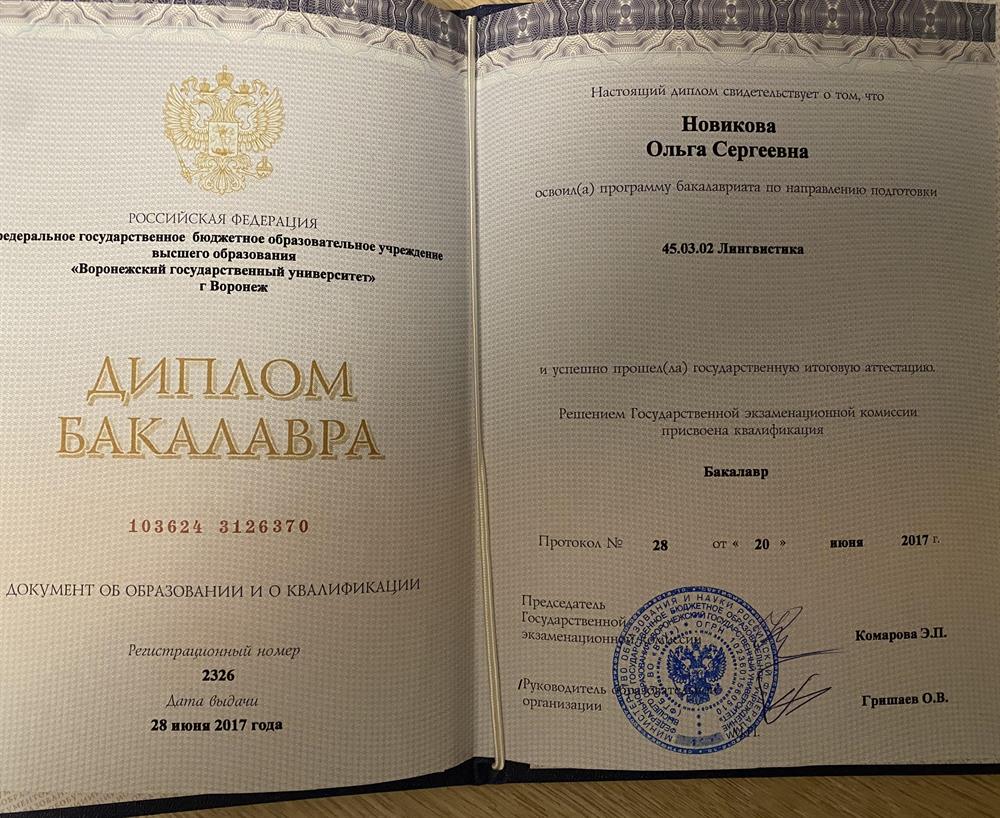 РОССИЙСКАЯ ФЕДЕРАЦИЯ
федеральное государственное бюджетное образовательное учреждение
высшего образования
«Воронежский государственный университет»
г Воронеж
ДИПЛОМ
БАКАЛАВРА
103624 3126370
ДОКУМЕНТ ОБ ОБРАЗОВАНИИ И О КВАЛИФИКАЦИИ
Регистрационный номер
2326
Дата выдачи
28 июня 2017 года
Настоящий диплом свидетельствует о том, что
Новикова
Ольга Сергеевна
освоил(а) программу бакалавриата по направлению подготовки
45.03.02 Лингвистика
и успешно прошел(ла) государственную итоговую аттестацию.
Решением Государственной экзаменационной комиссии
присвоена квалификация
Бакалавр
Протокол № 28 от « 20 » июня 2017 г.
Председатель
Государственной
экзаменационной комиссии
Комарова Э.П.
Руководитель образовательной
организации
Гришаев О.В.